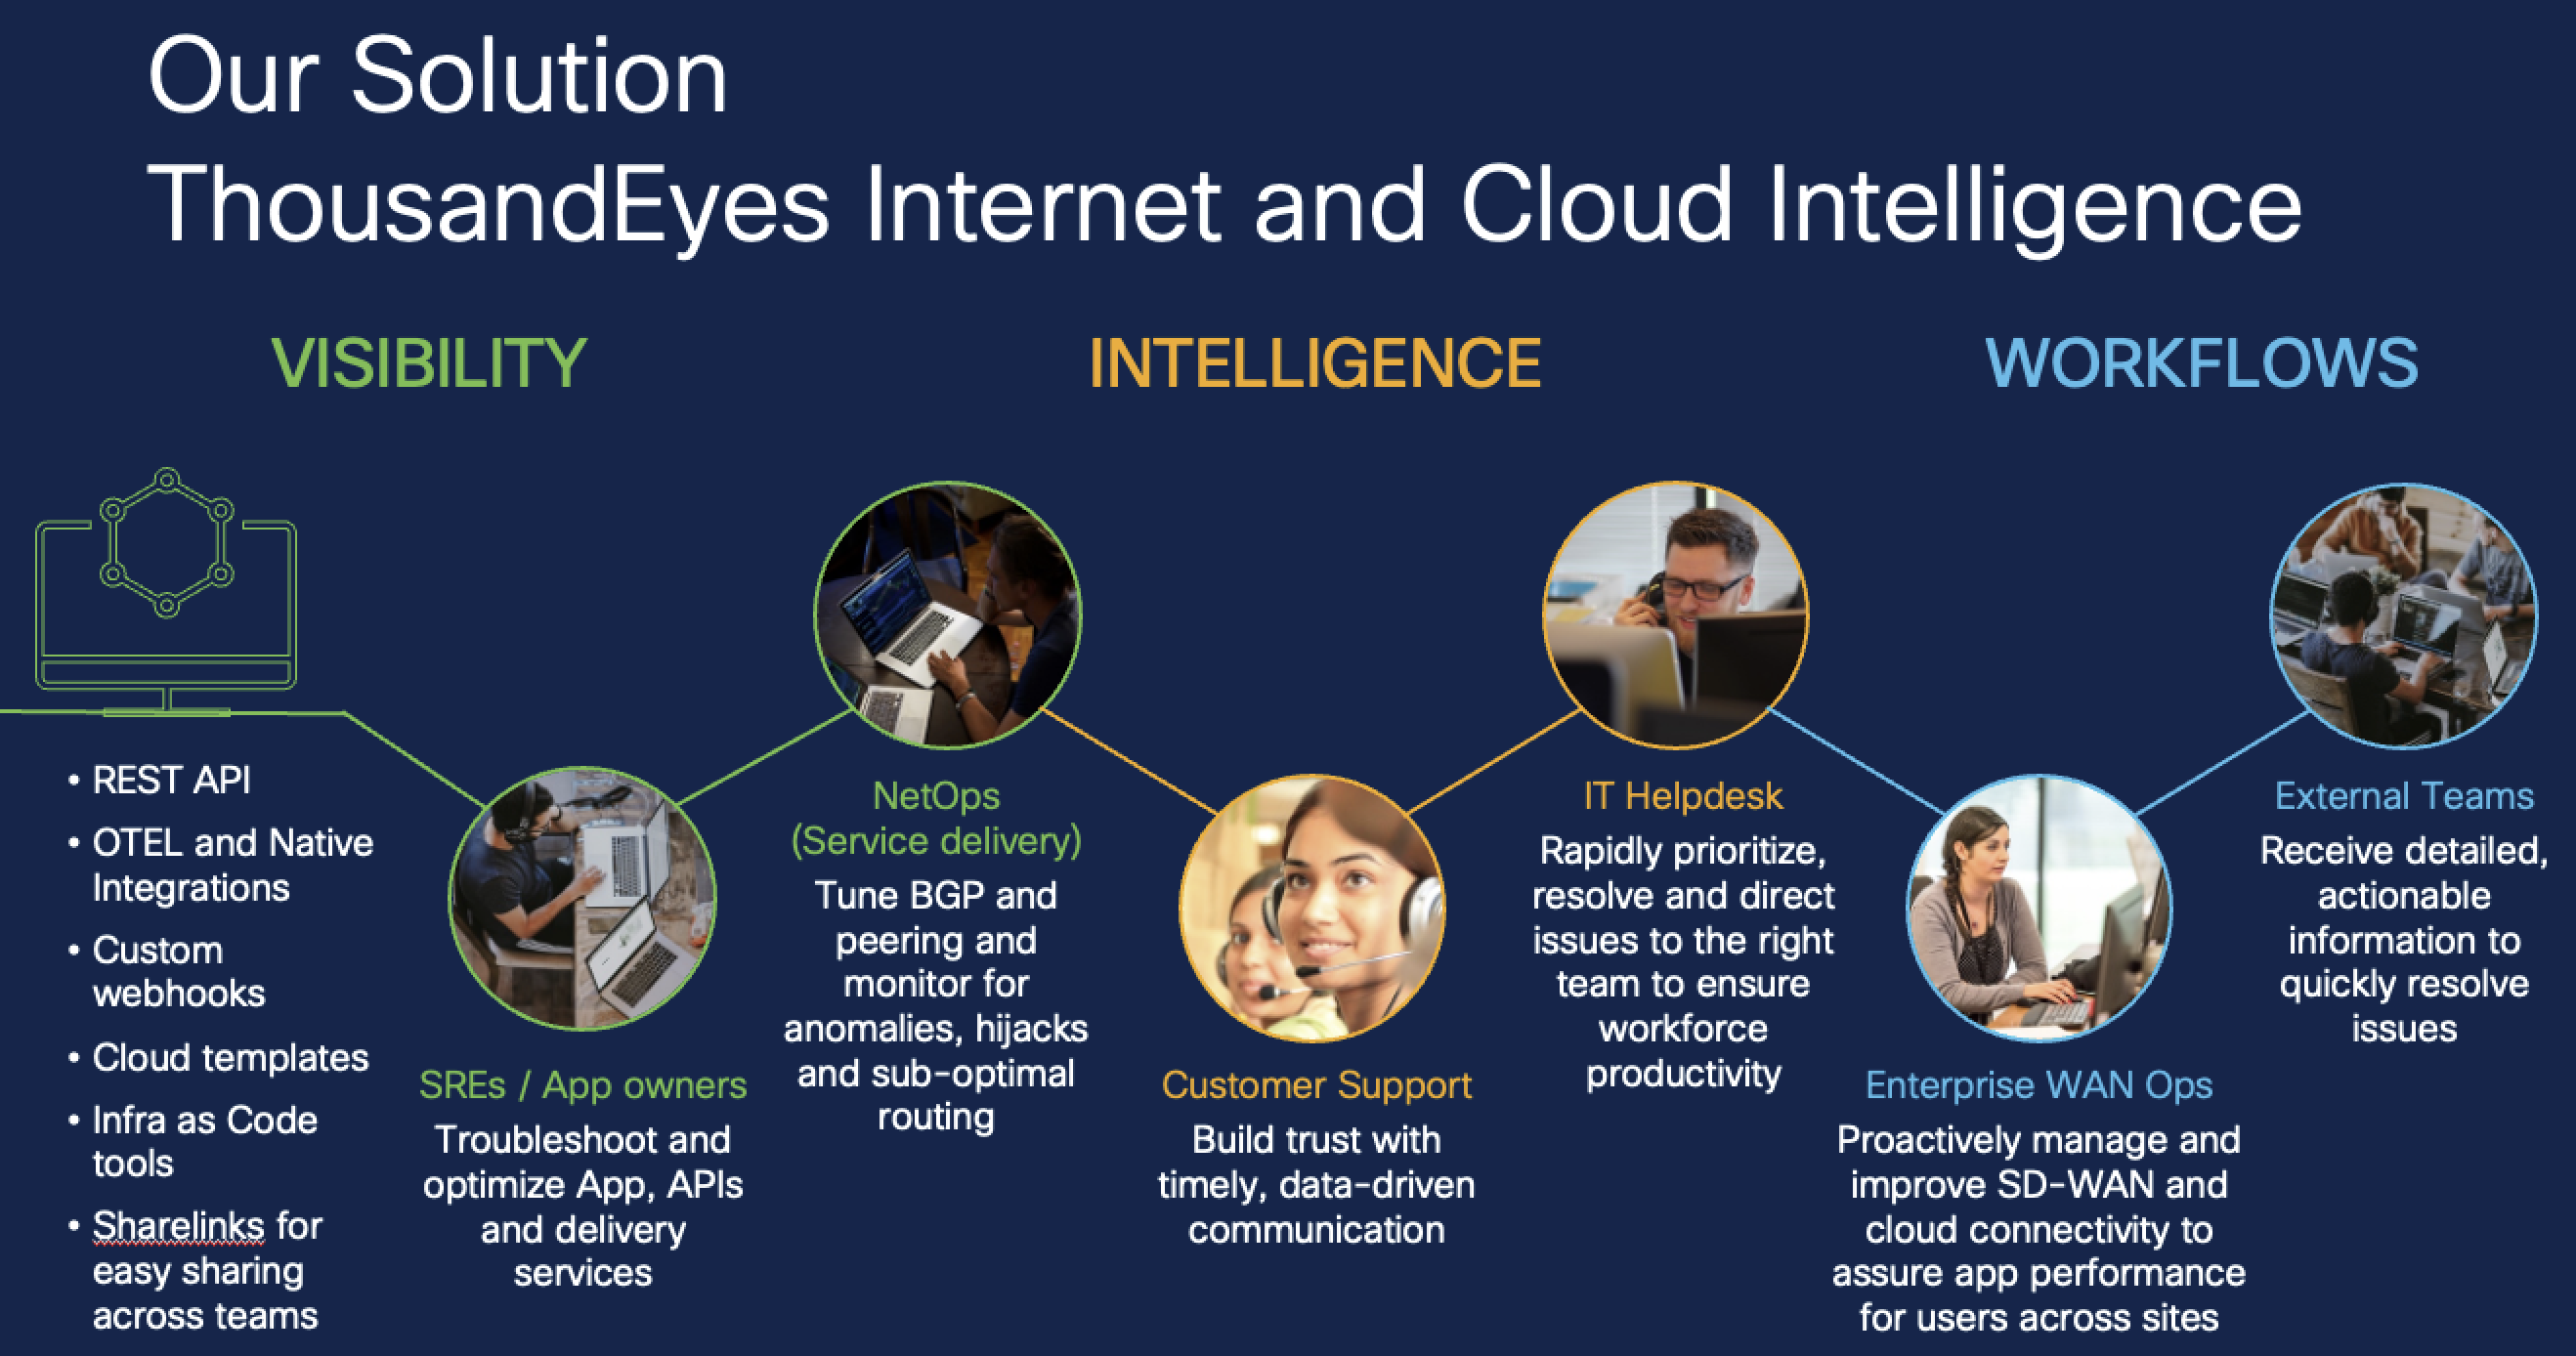 Our Solution
ThousandEyes Internet and Cloud Intelligence
VISIBILITY
INTELLIGENCE
WORKFLOWS
• REST API
• OTEL and Native
Integrations
• Custom
webhooks
• Cloud templates
• Infra as Code
tools
• Sharelinks for
easy sharing
across teams
SREs / App owners
Troubleshoot and
optimize App, APIs
and delivery
services
NetOps
(Service delivery)
Tune BGP and
peering and
monitor for
anomalies, hijacks
and sub-optimal
routing
Customer Support
Build trust with
timely, data-driven
communication
IT Helpdesk
Rapidly prioritize,
resolve and direct
issues to the right
team to ensure
workforce
productivity
Enterprise WAN Ops
Proactively manage and
improve SD-WAN and
cloud connectivity to
assure app performance
for users across sites
External Teams
Receive detailed,
actionable
information to
quickly resolve
issues